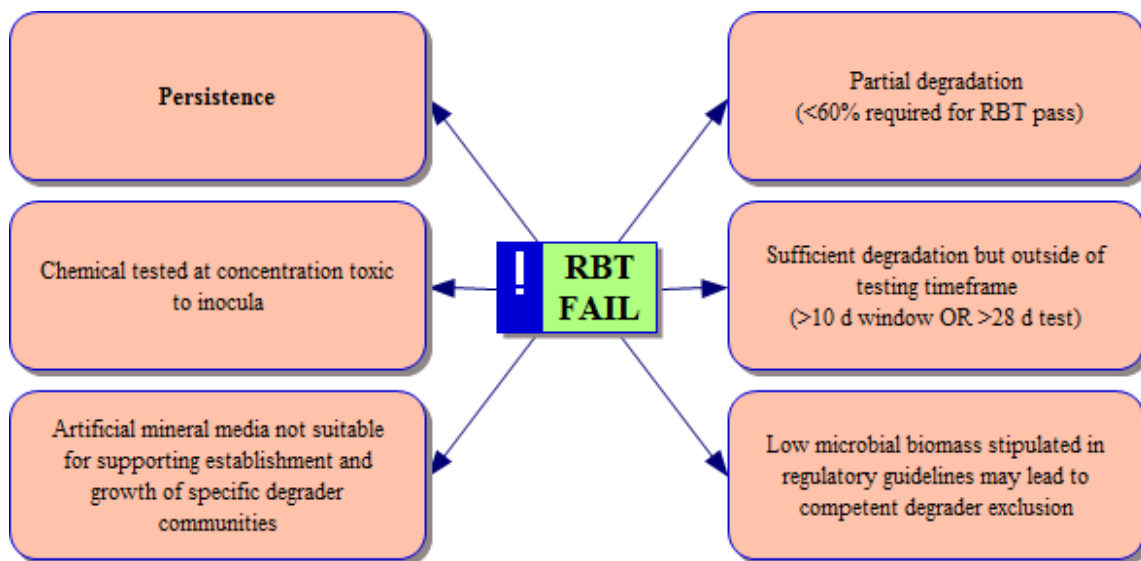 Persistence
Partial degradation
(<60% required for RBT pass)
Chemical tested at concentration toxic
to inocula
!
RBT
FAIL
Sufficient degradation but outside of
testing timeframe
(>10 d window OR >28 d test)
Artificial mineral media not suitable
for supporting establishment and
growth of specific degrader
communities
Low microbial biomass stipulated in
regulatory guidelines may lead to
competent degrader exclusion